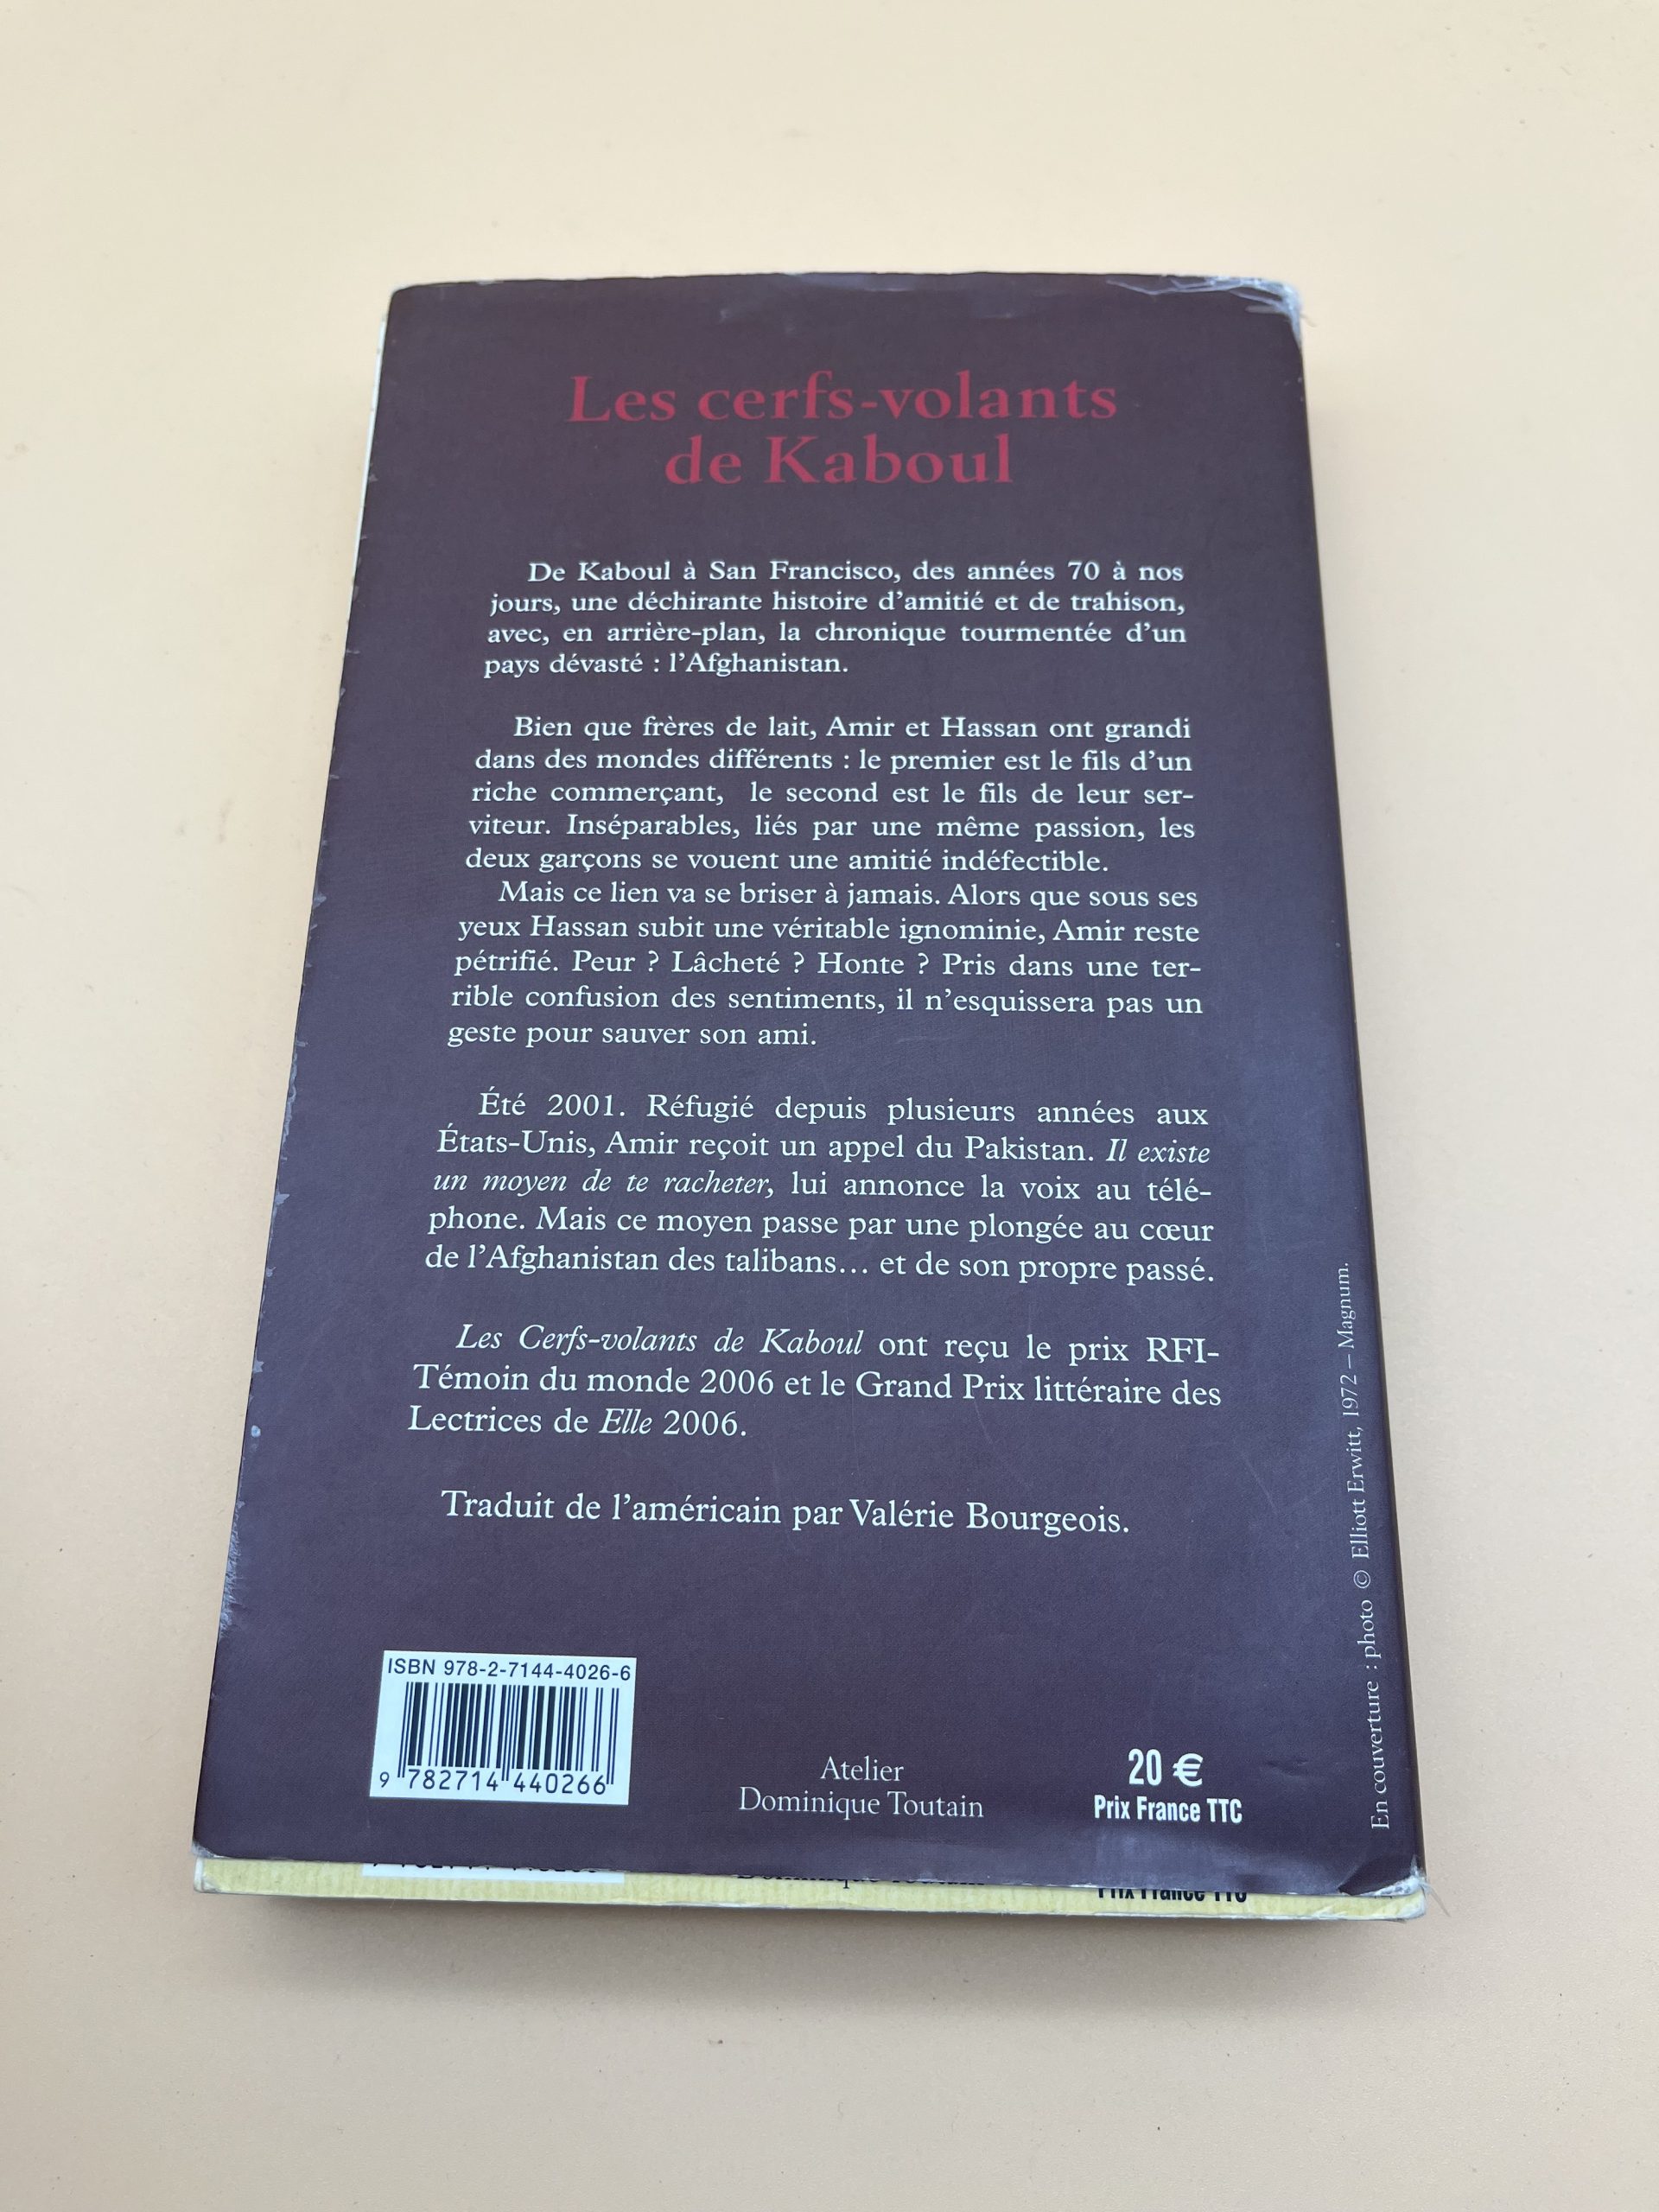 Les cerfs-volants
de Kaboul
De Kaboul à San Francisco, des années 70 à nos
jours, une déchirante histoire d'amitié et de trahison,
avec, en arrière-plan, la chronique tourmentée d'un
pays dévasté : l'Afghanistan.
Bien que frères de lait, Amir et Hassan ont grandi
dans des mondes différents : le premier est le fils d'un
riche commerçant, le second est le fils de leur ser-
viteur. Inséparables, liés par une même passion, les
deux garçons se vouent une amitié indéfectible.
Mais ce lien va se briser à jamais. Alors que sous ses
yeux Hassan subit une véritable ignominie, Amir reste
pétrifié. Peur ? Lâcheté ? Honte ? Pris dans une ter-
rible confusion des sentiments, il n'esquissera pas un
geste pour sauver son ami.
Été 2001. Réfugié depuis plusieurs années aux
États-Unis, Amir reçoit un appel du Pakistan. Il existe
un moyen de te racheter, lui annonce la voix au télé-
phone. Mais ce moyen passe par une plongée au cœur
de l'Afghanistan des talibans… et de son propre passé.
Les Cerfs-volants de Kaboul ont reçu le prix RFI-
Témoin du monde 2006 et le Grand Prix littéraire des
Lectrices de Elle 2006.
Traduit de l'américain par Valérie Bourgeois.
ISBN 978-2-7144-4026-6
9 782714 440266
Atelier
Dominique Toutain
20 €
Prix France TTC
En couverture : photo © Elliott Erwitt, 1972 – Magnum.
Dominique Toutain
Prix France TTC